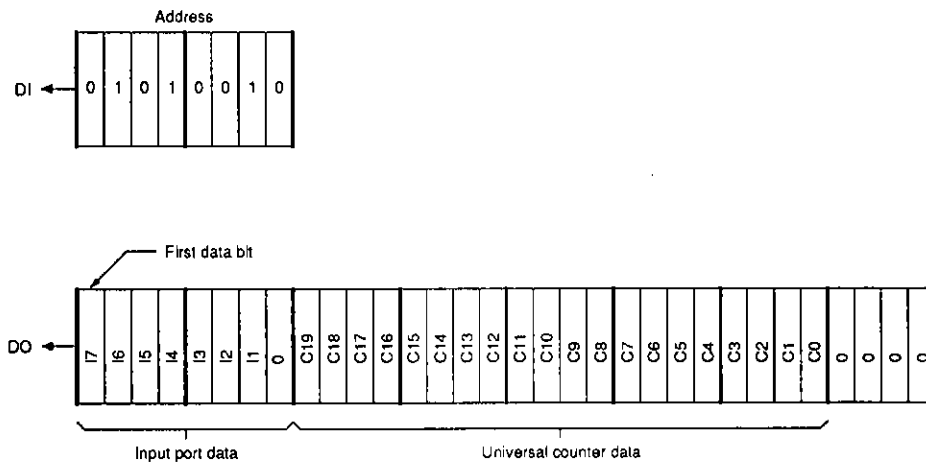 Address
DI 0 1 0 1 0 0 1 0
First data bit
DO I7 I6 I5 I4 I3 I2 I1 0 C19 C18 C17 C16 C15 C14 C13 C12 C11 C10 C9 C8 C7 C6 C5 C4 C3 C2 C1 C0 0 0 0 0
Input port data Universal counter data